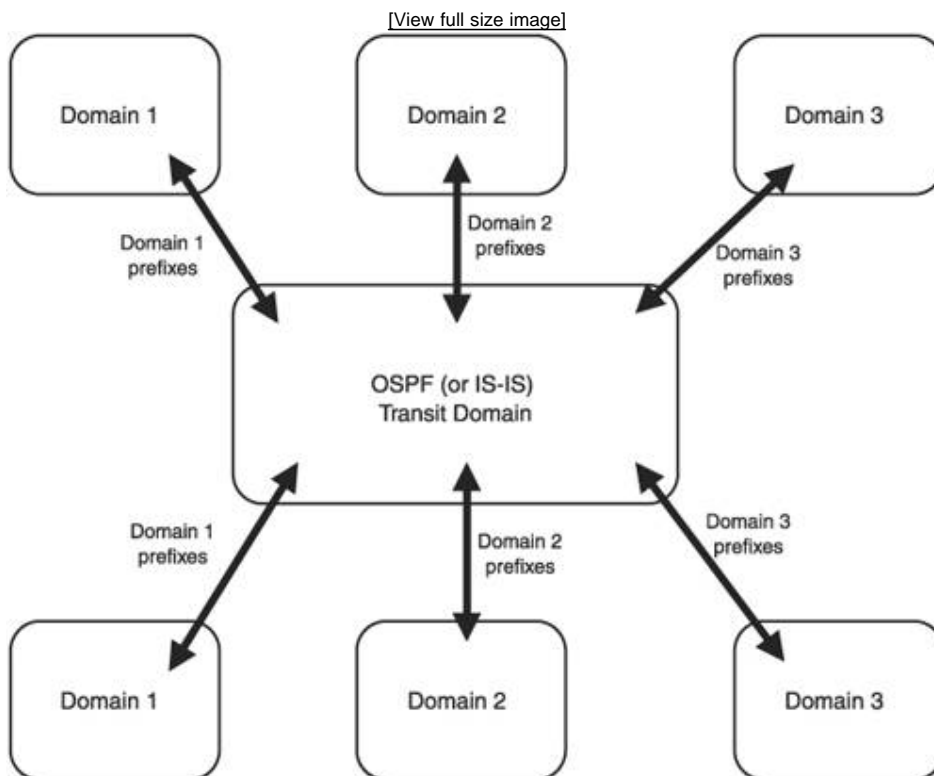 [View full size image]
Domain 1
Domain 2
Domain 3
Domain 1
prefixes
Domain 2
prefixes
Domain 3
prefixes
OSPF (or IS-IS)
Transit Domain
Domain 1
prefixes
Domain 2
prefixes
Domain 3
prefixes
Domain 1
Domain 2
Domain 3